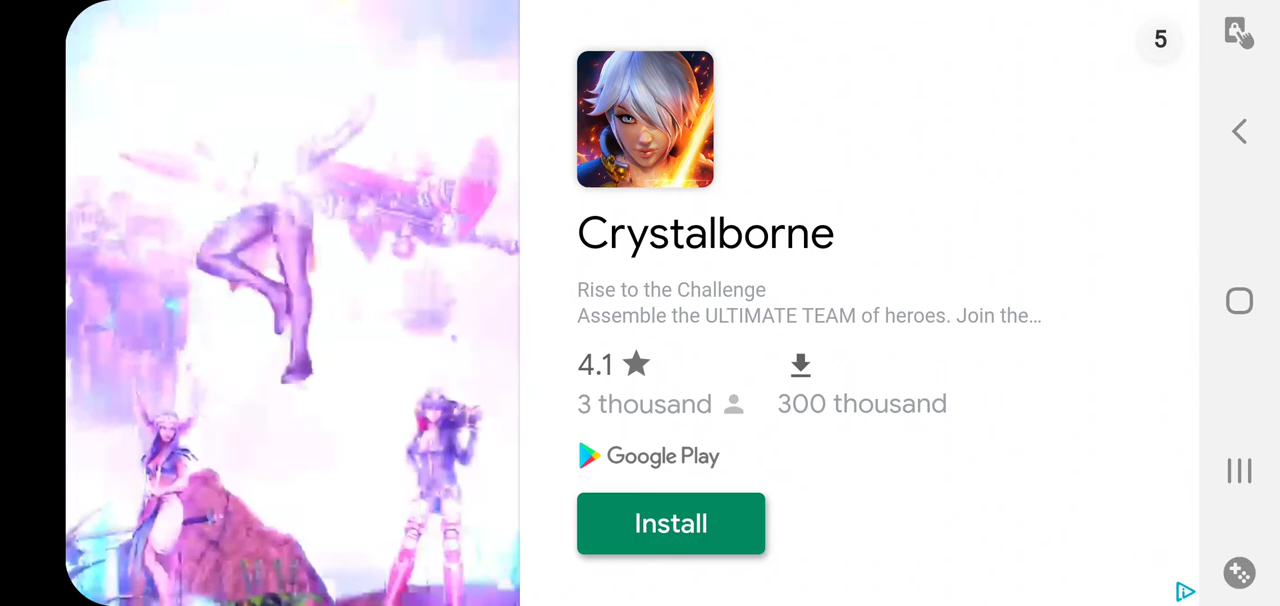 5
Crystalborne
Rise to the Challenge
Assemble the ULTIMATE TEAM of heroes. Join the...
4.1
3 thousand
300 thousand
Google Play
Install